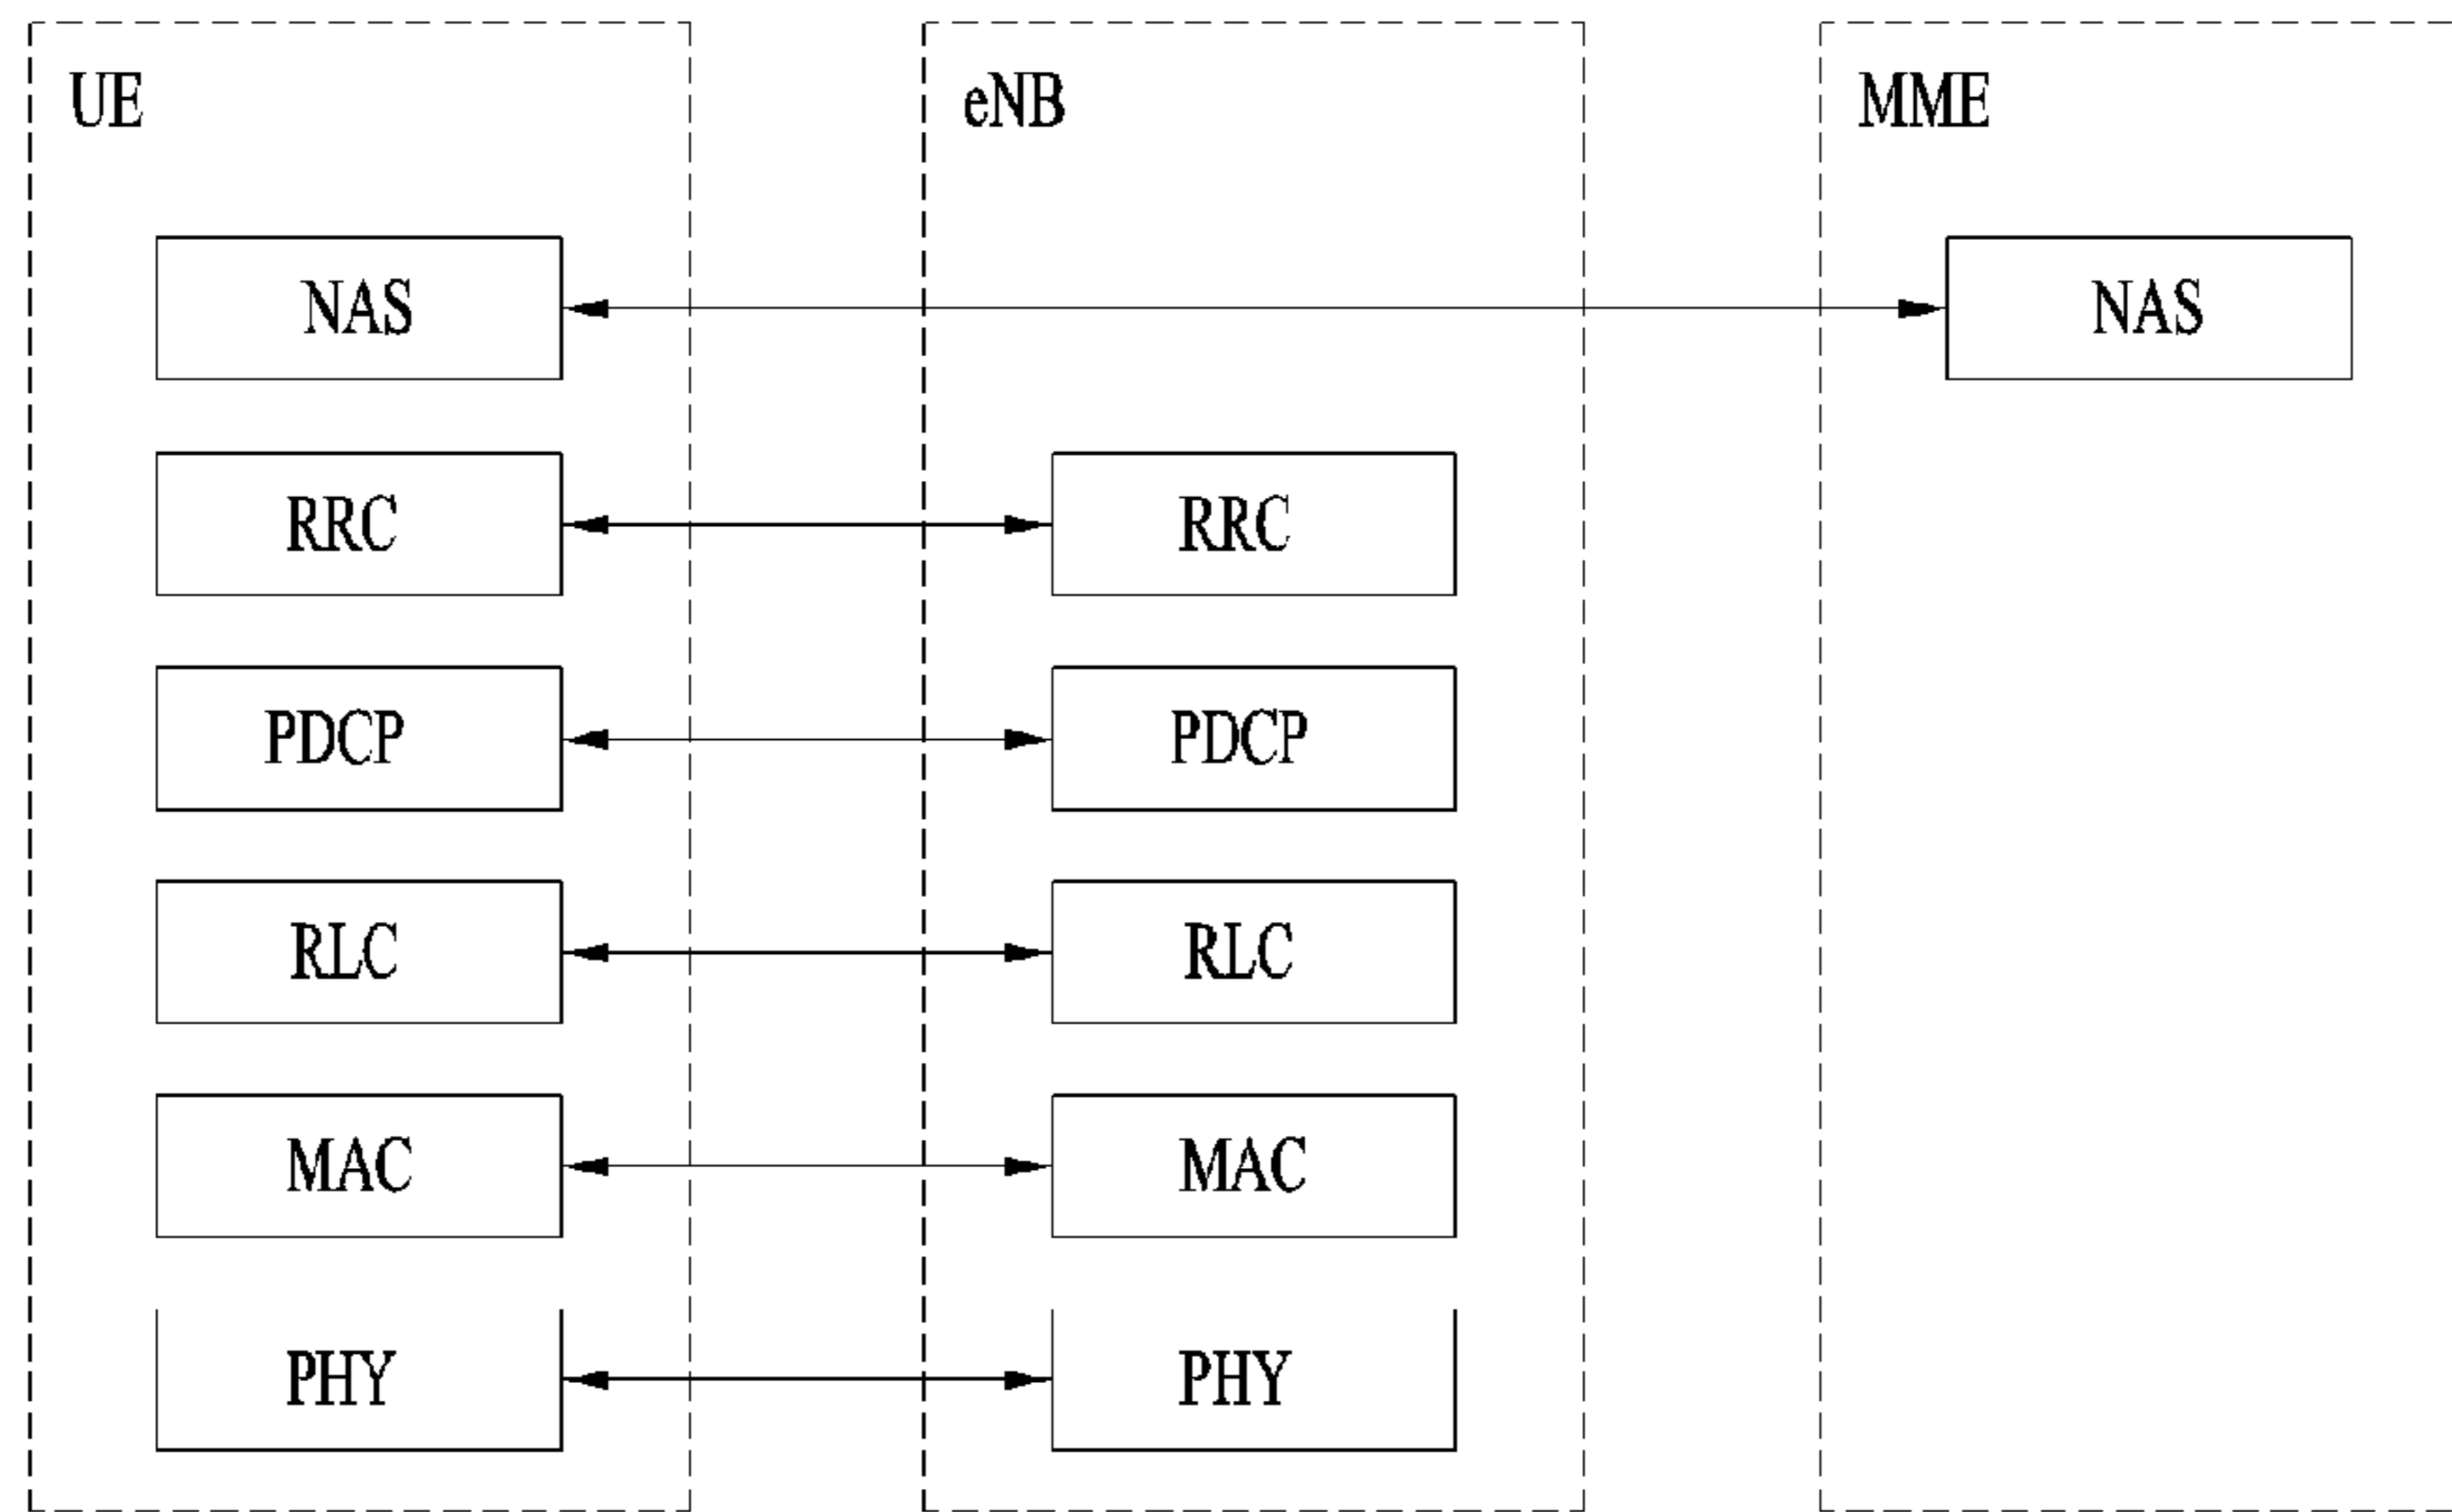 UE
eNB
MME
NAS
NAS
RRC
RRC
PDCP
PDCP
RLC
RLC
MAC
MAC
PHY
PHY